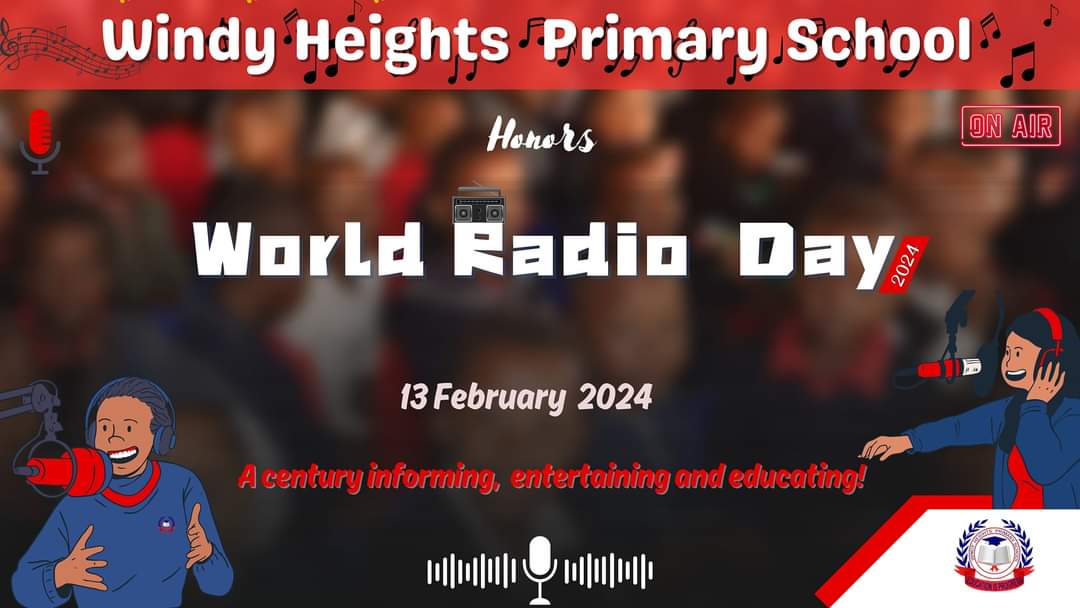 Windy Heights Primary School
Honors
ON AIR
World Radio Day
2024
13 February 2024
A century informing, entertaining and educating!